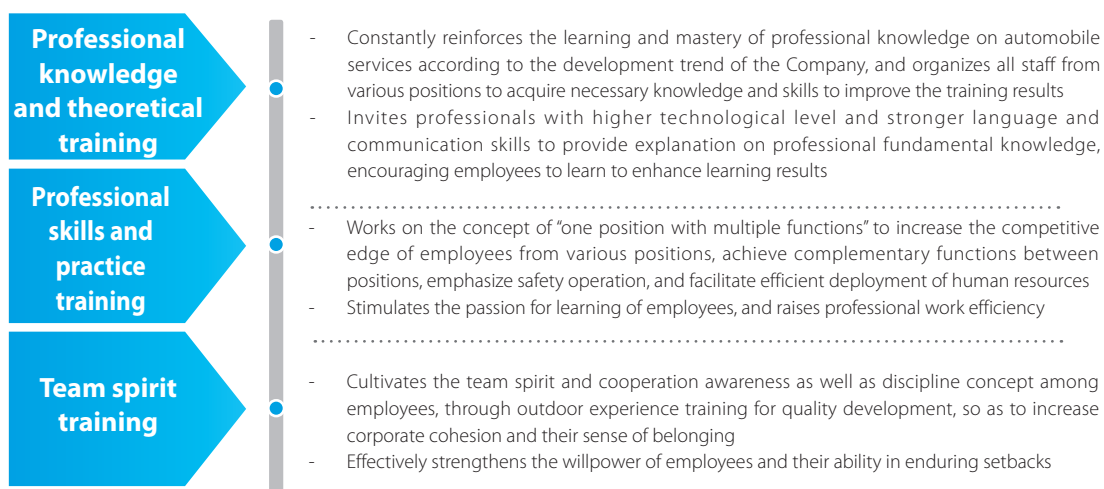 Professional
knowledge
and theoretical
training
- Constantly reinforces the learning and mastery of professional knowledge on automobile
services according to the development trend of the Company, and organizes all staff from
various positions to acquire necessary knowledge and skills to improve the training results
- Invites professionals with higher technological level and stronger language and
communication skills to provide explanation on professional fundamental knowledge,
encouraging employees to learn to enhance learning results
Professional
skills and
practice
training
- Works on the concept of “one position with multiple functions” to increase the competitive
edge of employees from various positions, achieve complementary functions between
positions, emphasize safety operation, and facilitate efficient deployment of human resources
- Stimulates the passion for learning of employees, and raises professional work efficiency
Team spirit
training
- Cultivates the team spirit and cooperation awareness as well as discipline concept among
employees, through outdoor experience training for quality development, so as to increase
corporate cohesion and their sense of belonging
- Effectively strengthens the willpower of employees and their ability in enduring setbacks